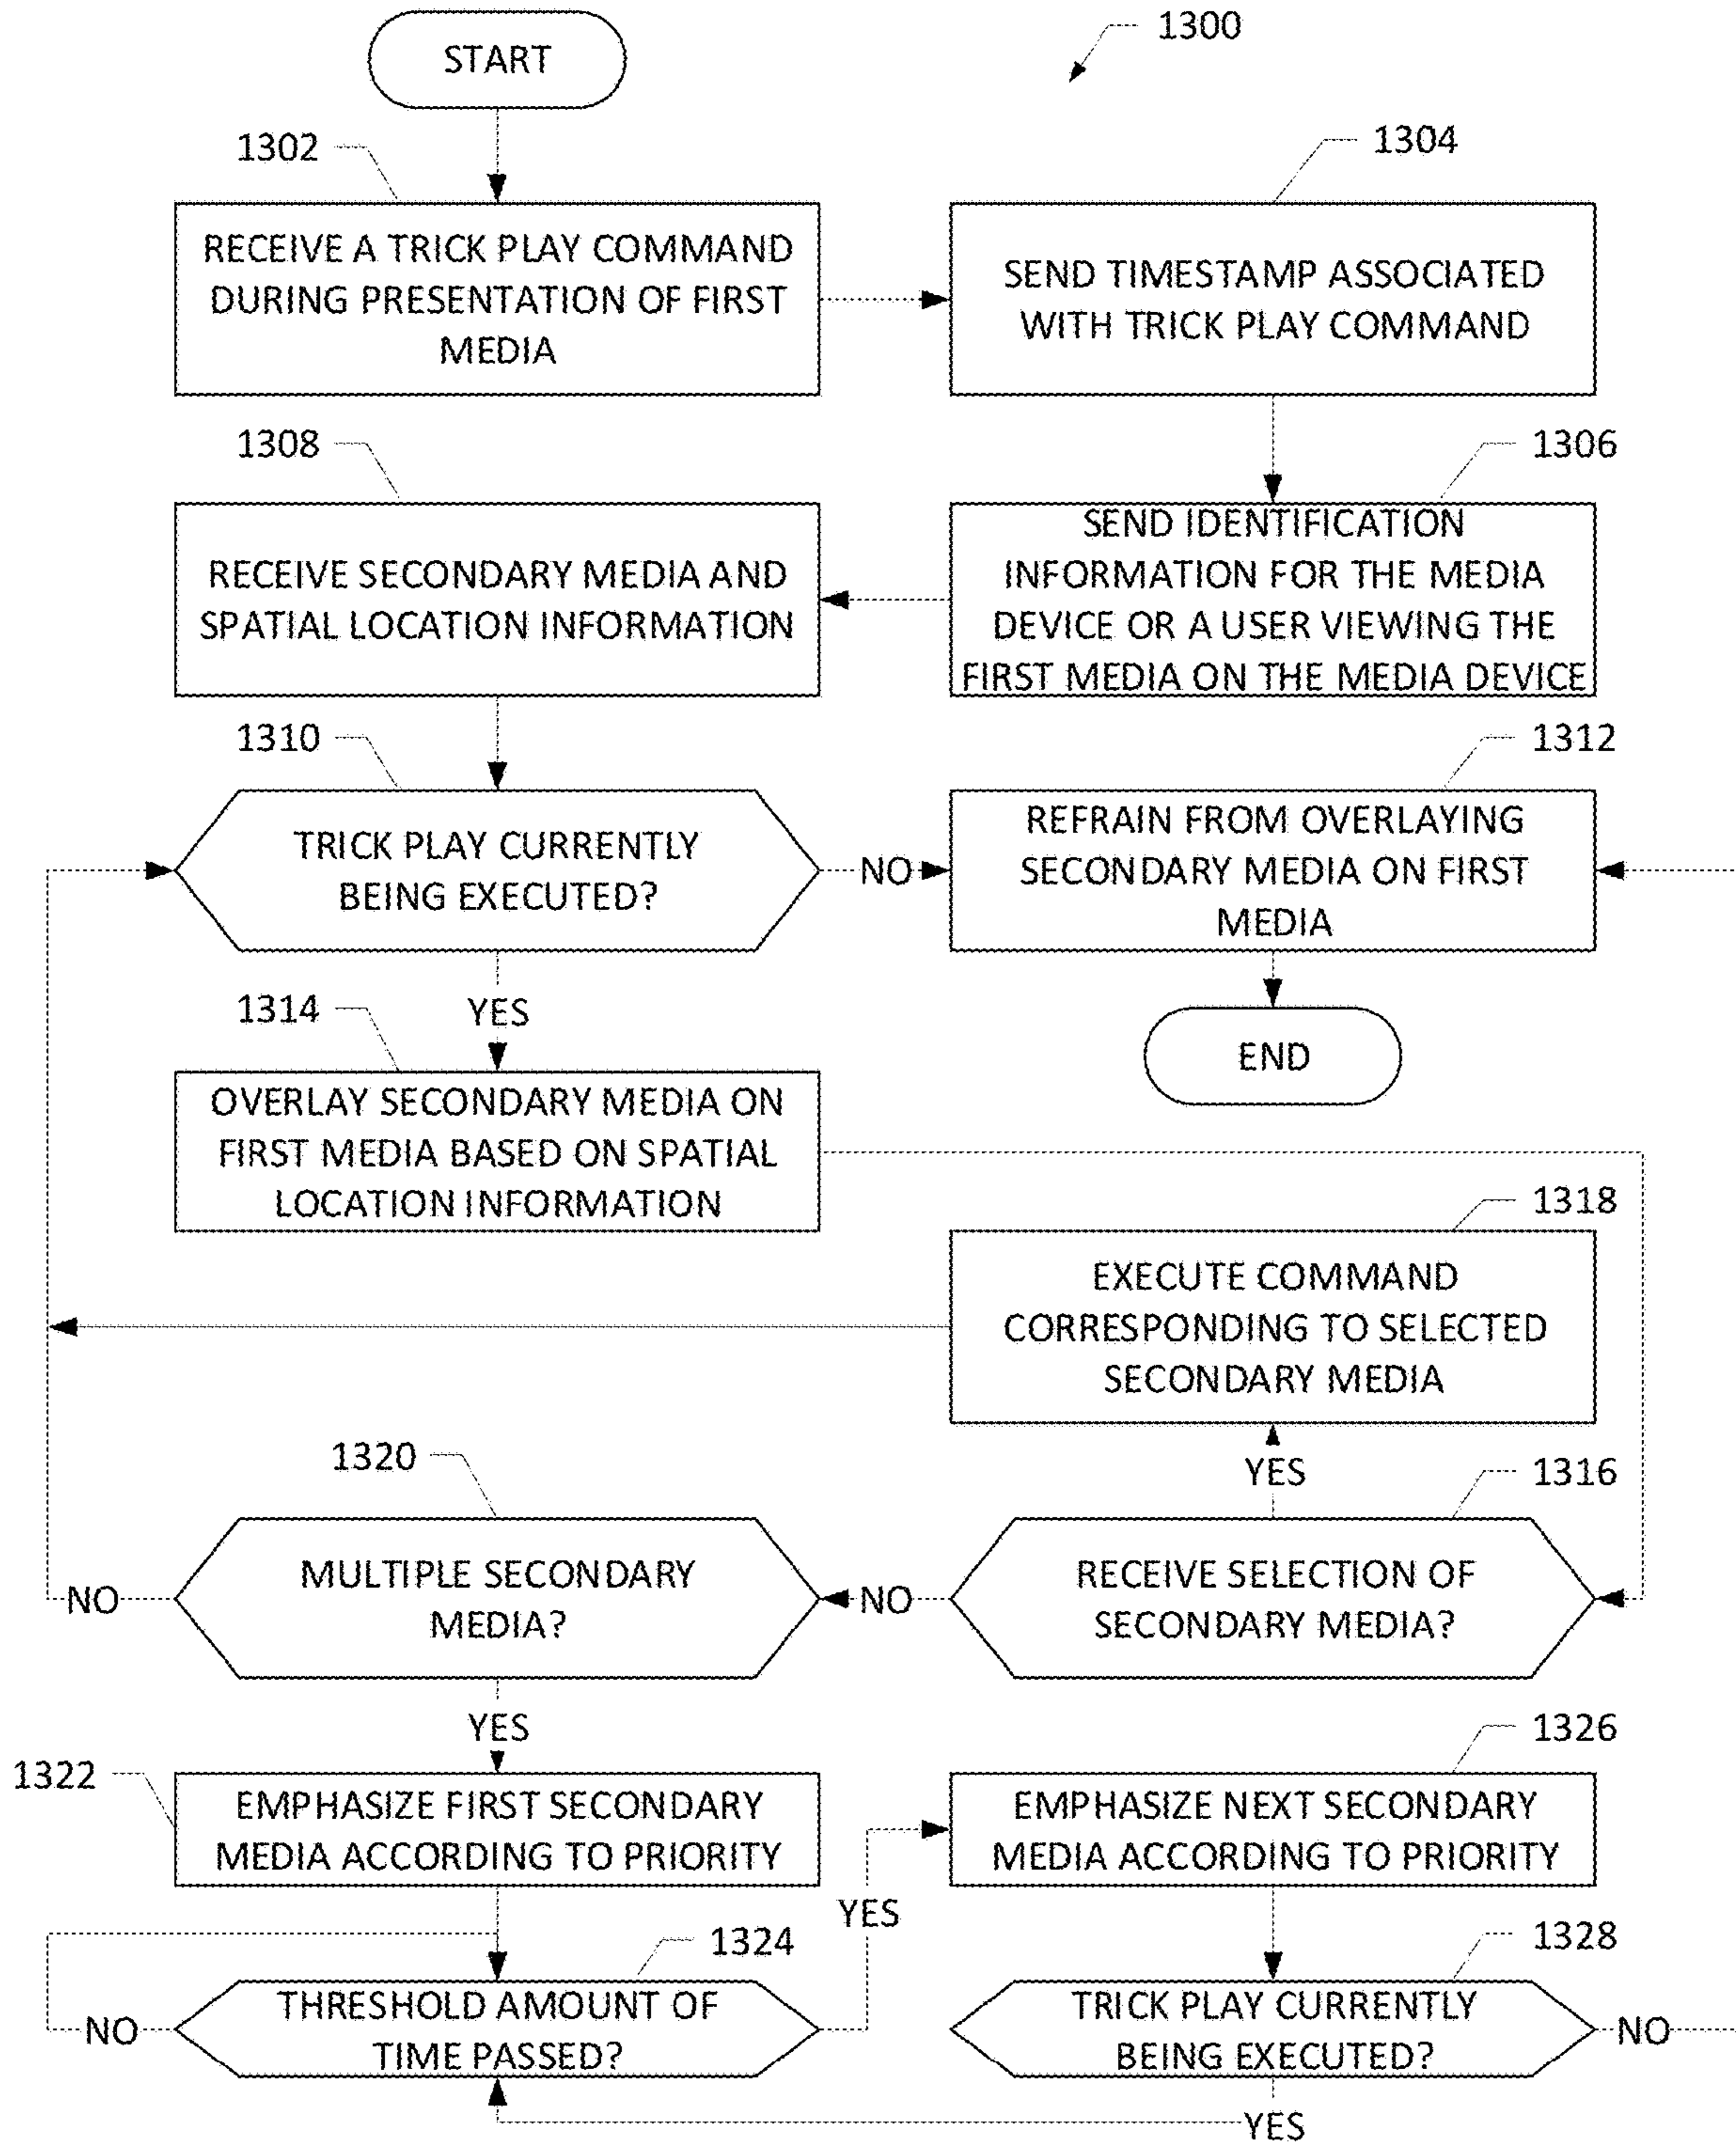 START
1300
1302
RECEIVE A TRICK PLAY COMMAND
DURING PRESENTATION OF FIRST
MEDIA
1304
SEND TIMESTAMP ASSOCIATED
WITH TRICK PLAY COMMAND
1308
RECEIVE SECONDARY MEDIA AND
SPATIAL LOCATION INFORMATION
1306
SEND IDENTIFICATION
INFORMATION FOR THE MEDIA
DEVICE OR A USER VIEWING THE
FIRST MEDIA ON THE MEDIA DEVICE
1310
TRICK PLAY CURRENTLY
BEING EXECUTED?
NO
1312
REFRAIN FROM OVERLAYING
SECONDARY MEDIA ON FIRST
MEDIA
YES
END
1314
OVERLAY SECONDARY MEDIA ON
FIRST MEDIA BASED ON SPATIAL
LOCATION INFORMATION
1318
EXECUTE COMMAND
CORRESPONDING TO SELECTED
SECONDARY MEDIA
YES
1320
MULTIPLE SECONDARY
MEDIA?
NO
NO
1316
RECEIVE SELECTION OF
SECONDARY MEDIA?
YES
1322
EMPHASIZE FIRST SECONDARY
MEDIA ACCORDING TO PRIORITY
1326
EMPHASIZE NEXT SECONDARY
MEDIA ACCORDING TO PRIORITY
YES
1324
THRESHOLD AMOUNT OF
TIME PASSED?
NO
1328
TRICK PLAY CURRENTLY
BEING EXECUTED?
NO
YES